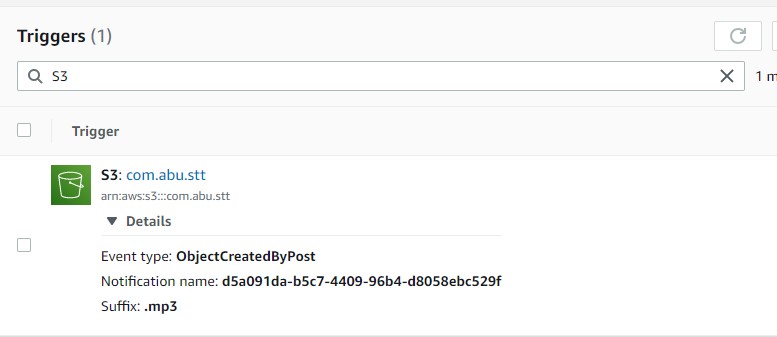 Triggers (1)
S3
1 m
Trigger
S3: com.abu.stt
arn:aws:s3:::com.abu.stt
▼ Details
Event type: ObjectCreatedByPost
Notification name: d5a091da-b5c7-4409-96b4-d8058ebc529f
Suffix: .mp3